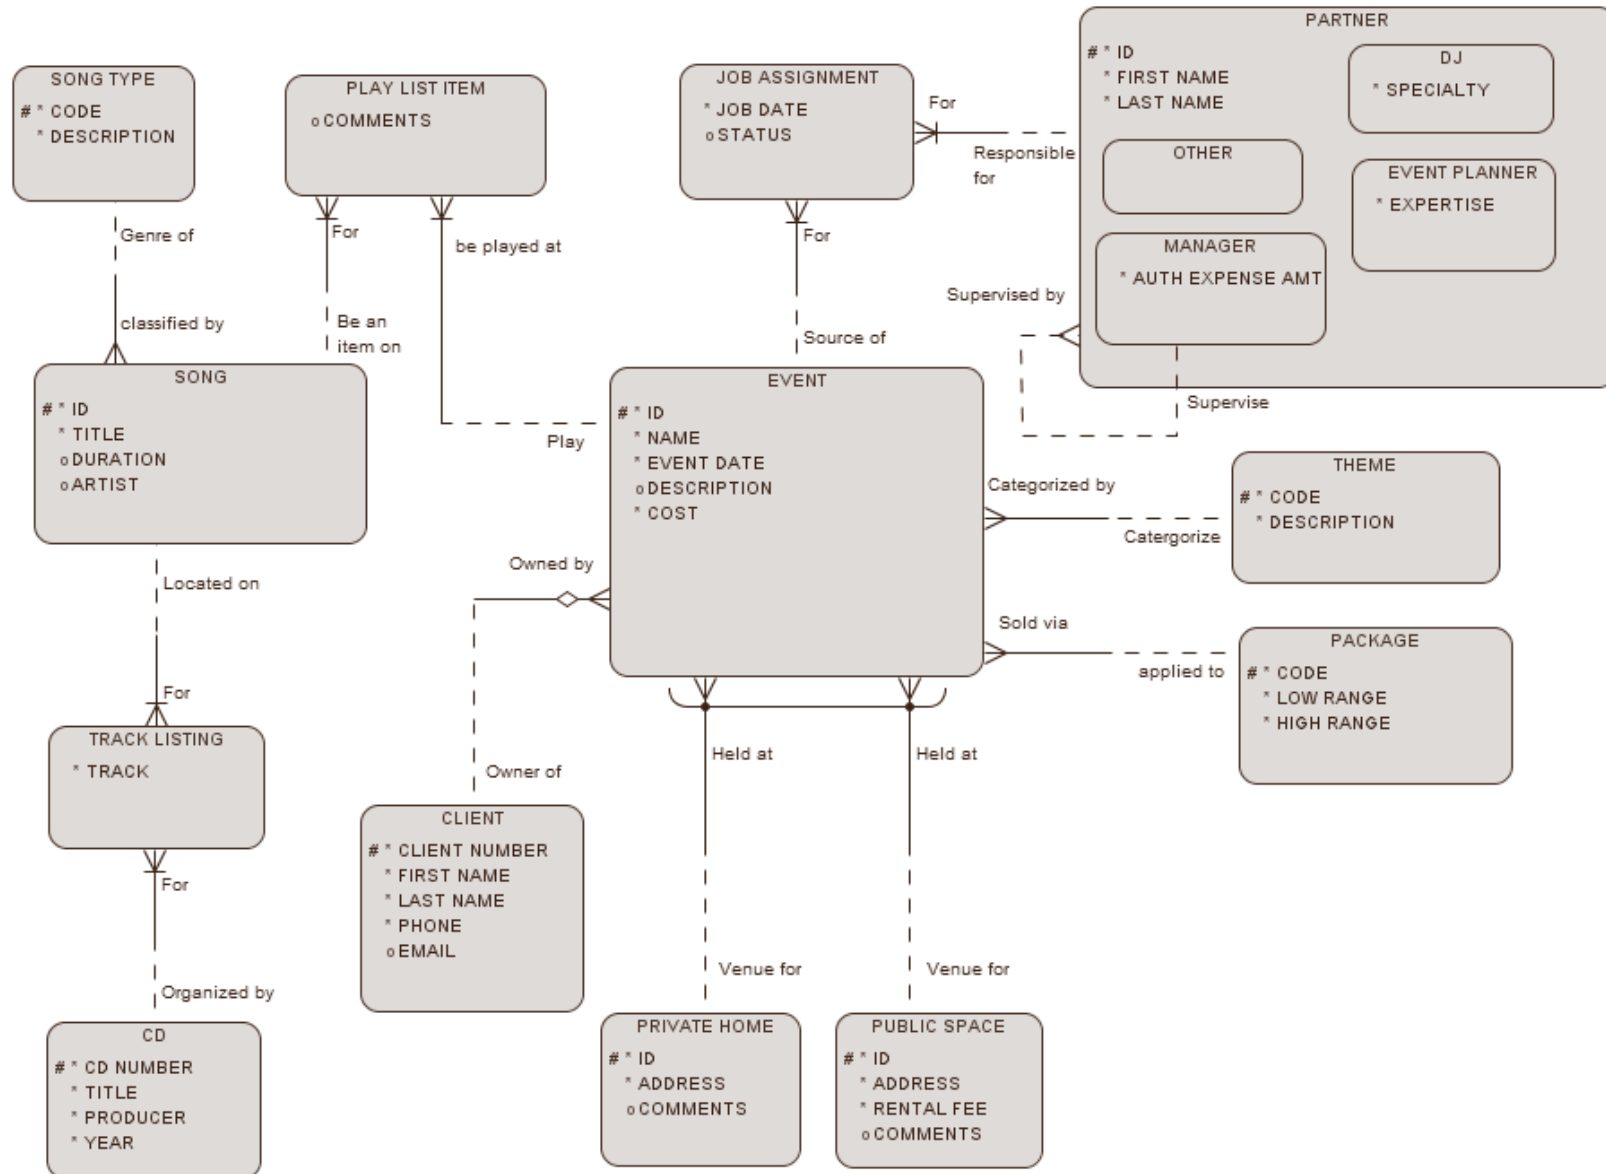 SONG TYPE
# * CODE
* DESCRIPTION
Genre of
classified by
PLAY LIST ITEM
o COMMENTS
For
be played at
Be an
item on
Play
JOB ASSIGNMENT
* JOB DATE
o STATUS
For
Responsible
for
For
Source of
PARTNER
# * ID
* FIRST NAME
* LAST NAME
DJ
* SPECIALTY
OTHER
EVENT PLANNER
* EXPERTISE
MANAGER
* AUTH EXPENSE AMT
Supervised by
Supervise
SONG
# * ID
* TITLE
o DURATION
o ARTIST
Located on
For
EVENT
# * ID
* NAME
* EVENT DATE
o DESCRIPTION
* COST
Categorized by
Catergorize
THEME
# * CODE
* DESCRIPTION
Owned by
Owner of
Sold via
applied to
PACKAGE
# * CODE
* LOW RANGE
* HIGH RANGE
TRACK LISTING
* TRACK
For
Organized by
CLIENT
# * CLIENT NUMBER
* FIRST NAME
* LAST NAME
* PHONE
o EMAIL
Held at
Held at
Venue for
Venue for
CD
# * CD NUMBER
* TITLE
* PRODUCER
* YEAR
PRIVATE HOME
# * ID
* ADDRESS
o COMMENTS
PUBLIC SPACE
# * ID
* ADDRESS
* RENTAL FEE
o COMMENTS